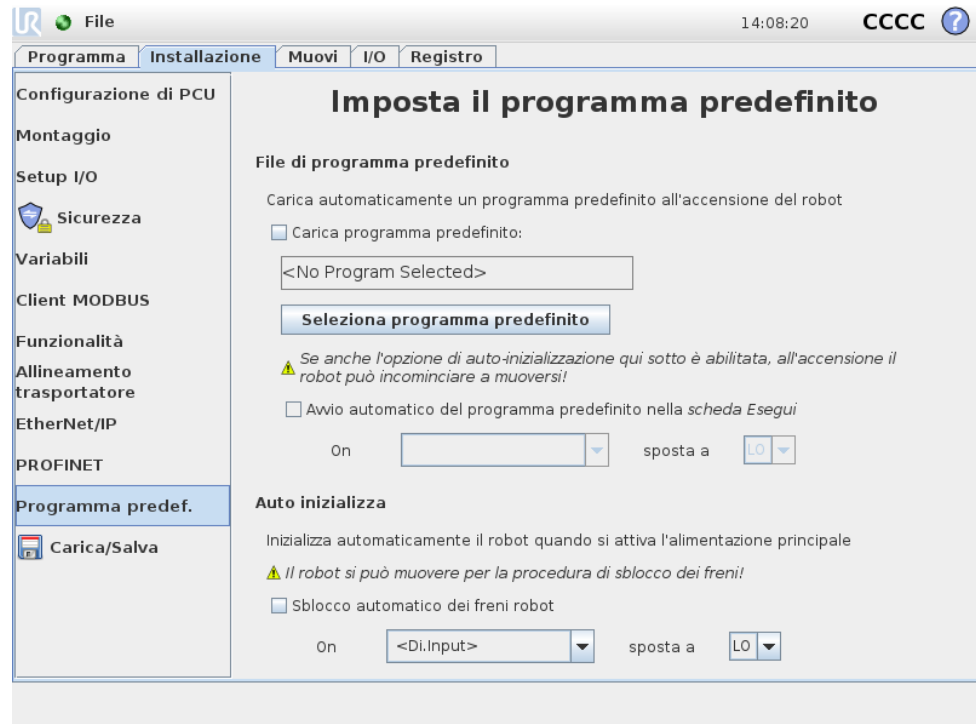 UR File 14:08:20 CCCC ?
Programma Installazione Muovi I/O Registro
Configurazione di PCU
Montaggio
Setup I/O
Sicurezza
Variabili
Client MODBUS
Funzionalità
Allineamento
trasportatore
EtherNet/IP
PROFINET
Programma predef.
Carica/Salva
Imposta il programma predefinito
File di programma predefinito
Carica automaticamente un programma predefinito all'accensione del robot
Carica programma predefinito:
<No Program Selected>
Seleziona programma predefinito
Se anche l'opzione di auto-inizializzazione qui sotto è abilitata, all'accensione il
robot può incominciare a muoversi!
Avvio automatico del programma predefinito nella scheda Esegui
On sposta a LO
Auto inizializza
Inizializza automaticamente il robot quando si attiva l'alimentazione principale
Il robot si può muovere per la procedura di sblocco dei freni!
Sblocco automatico dei freni robot
On <Di.Input> sposta a LO